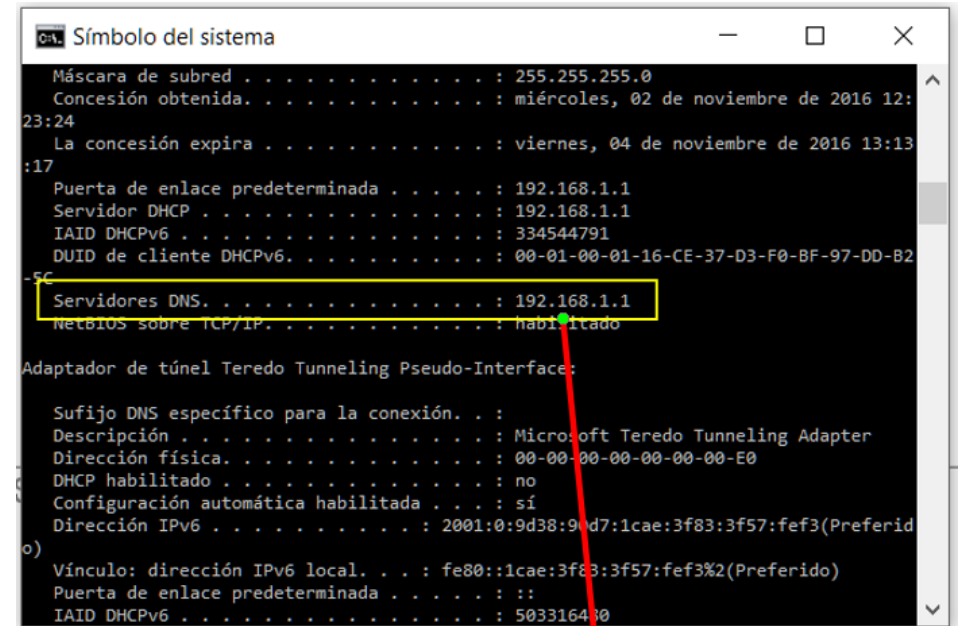 Símbolo del sistema
Máscara de subred . . . . . . . . . . . . : 255.255.255.0
Concesión obtenida. . . . . . . . . . . . : miércoles, 02 de noviembre de 2016 12:
23:24
La concesión expira . . . . . . . . . . . : viernes, 04 de noviembre de 2016 13:13
:17
Puerta de enlace predeterminada . . . . . : 192.168.1.1
Servidor DHCP . . . . . . . . . . . . . . : 192.168.1.1
IAID DHCPv6 . . . . . . . . . . . . . . . : 334544791
DUID de cliente DHCPv6. . . . . . . . . . : 00-01-00-01-16-CE-37-D3-F0-BF-97-DD-B2
-5C
Servidores DNS. . . . . . . . . . . . . . : 192.168.1.1
NetBIOS sobre TCP/IP. . . . . . . . . . . : habilitado
Adaptador de túnel Teredo Tunneling Pseudo-Interface:
Sufijo DNS específico para la conexión. . :
Descripción . . . . . . . . . . . . . . . : Microsoft Teredo Tunneling Adapter
Dirección física. . . . . . . . . . . . . : 00-00-00-00-00-00-00-E0
DHCP habilitado . . . . . . . . . . . . . : no
Configuración automática habilitada . . . : sí
Dirección IPv6 . . . . . . . . . . : 2001:0:9d38:90d7:1cae:3f83:3f57:fef3(Preferid
o)
Vínculo: dirección IPv6 local. . . : fe80::1cae:3f83:3f57:fef3%2(Preferido)
Puerta de enlace predeterminada . . . . . : ::
IAID DHCPv6 . . . . . . . . . . . . . . . : 503316480